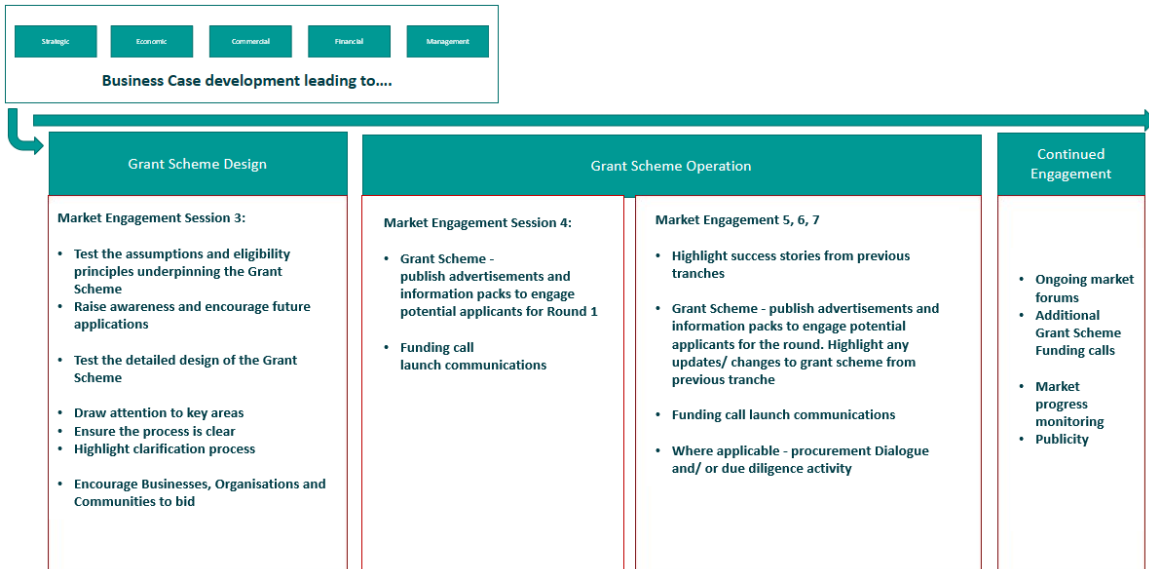 Strategic
Economic
Commercial
Financial
Management
Business Case development leading to....
Grant Scheme Design
Market Engagement Session 3:
• Test the assumptions and eligibility
principles underpinning the Grant
Scheme
• Raise awareness and encourage future
applications
• Test the detailed design of the Grant
Scheme
• Draw attention to key areas
• Ensure the process is clear
• Highlight clarification process
• Encourage Businesses, Organisations and
Communities to bid
Grant Scheme Operation
Market Engagement Session 4:
• Grant Scheme -
publish advertisements and
information packs to engage
potential applicants for Round 1
• Funding call
launch communications
Market Engagement 5, 6, 7
• Highlight success stories from previous
tranches
• Grant Scheme - publish advertisements and
information packs to engage potential
applicants for the round. Highlight any
updates/ changes to grant scheme from
previous tranche
• Funding call launch communications
• Where applicable - procurement Dialogue
and/ or due diligence activity
Continued
Engagement
• Ongoing market
forums
• Additional
Grant Scheme
Funding calls
• Market
progress
monitoring
• Publicity